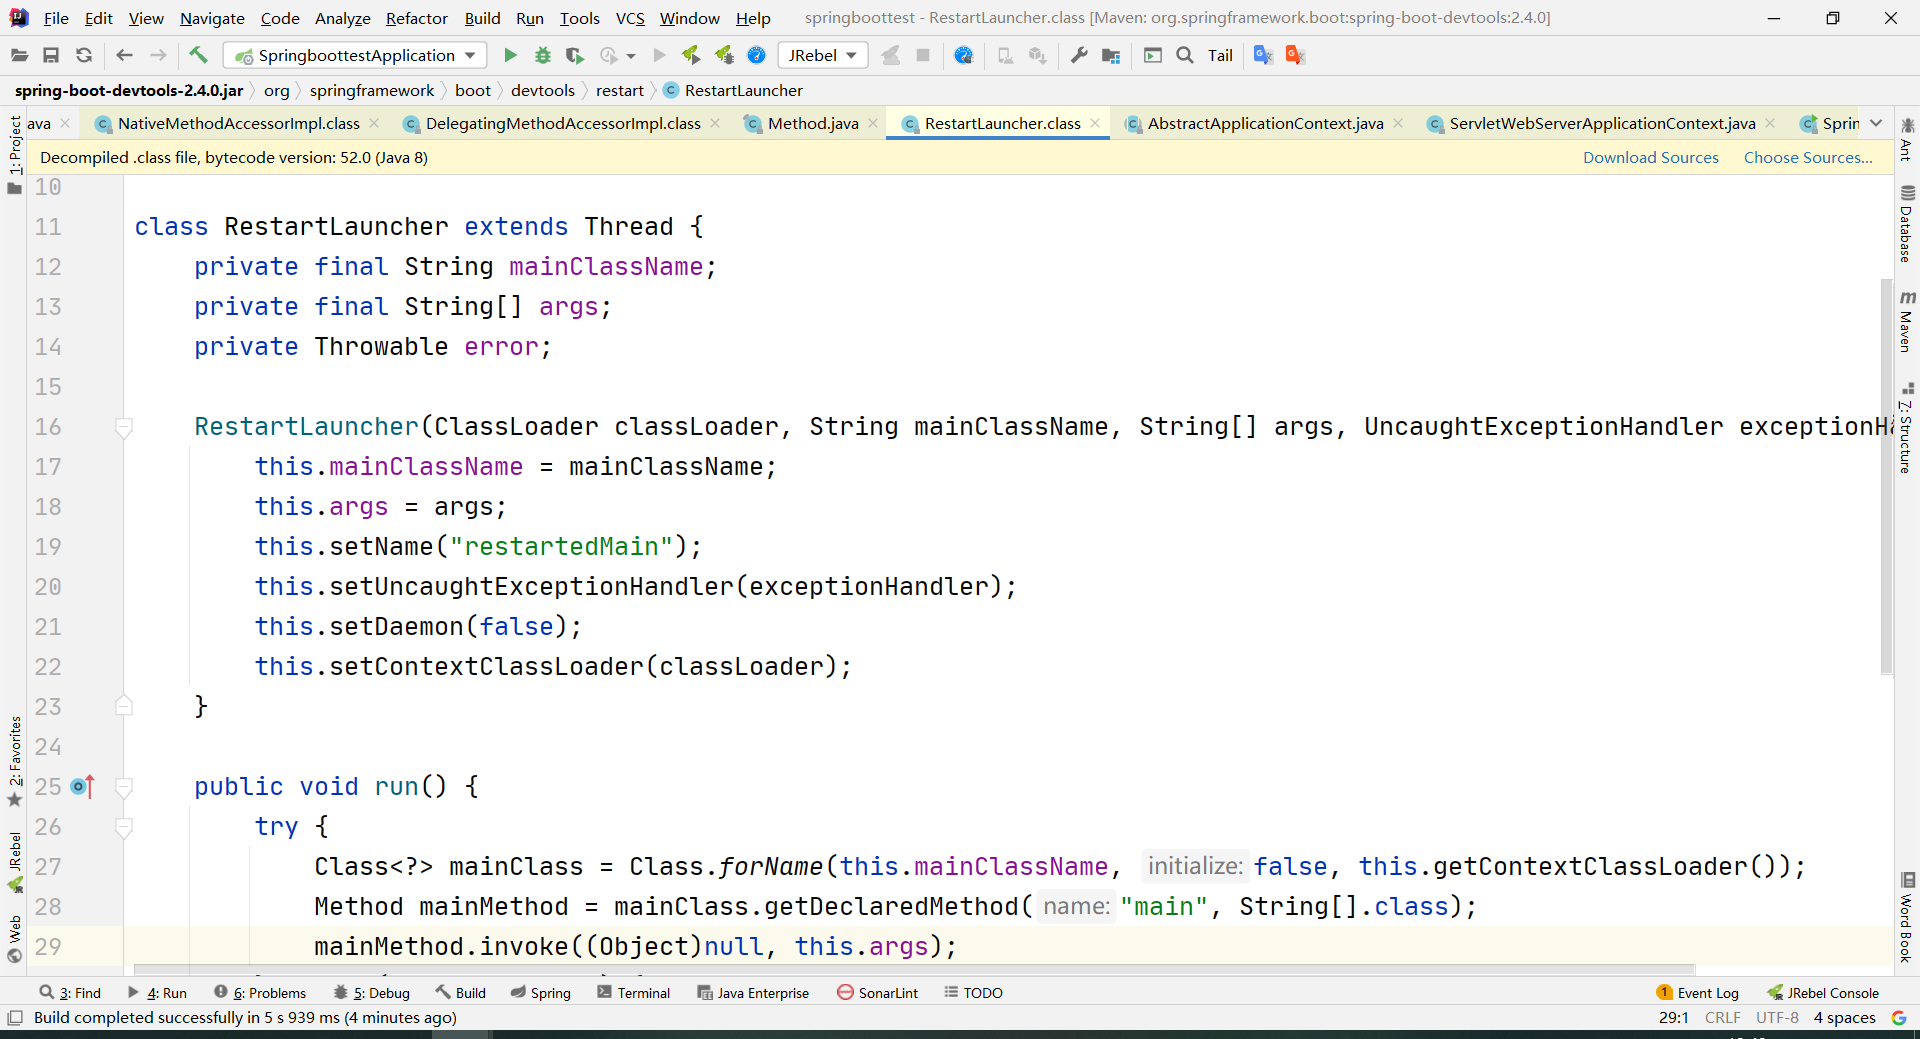 File Edit View Navigate Code Analyze Refactor Build Run Tools VCS Window Help springboottest - RestartLauncher.class [Maven: org.springframework.boot:spring-boot-devtools:2.4.0]
SpringboottestApplication JRebel Tail
spring-boot-devtools-2.4.0.jar org springframework boot devtools restart RestartLauncher
ava NativeMethodAccessorImpl.class DelegatingMethodAccessorImpl.class Method.java RestartLauncher.class AbstractApplicationContext.java ServletWebServerApplicationContext.java Sprin
Decompiled .class file, bytecode version: 52.0 (Java 8) Download Sources Choose Sources...
10
11 class RestartLauncher extends Thread {
12 private final String mainClassName;
13 private final String[] args;
14 private Throwable error;
15
16 RestartLauncher(ClassLoader classLoader, String mainClassName, String[] args, UncaughtExceptionHandler exceptionHa
17 this.mainClassName = mainClassName;
18 this.args = args;
19 this.setName("restartedMain");
20 this.setUncaughtExceptionHandler(exceptionHandler);
21 this.setDaemon(false);
22 this.setContextClassLoader(classLoader);
23 }
24
25 public void run() {
26 try {
27 Class<?> mainClass = Class.forName(this.mainClassName, initialize: false, this.getContextClassLoader());
28 Method mainMethod = mainClass.getDeclaredMethod( name: "main", String[].class);
29 mainMethod.invoke((Object)null, this.args);
1: Project
2: Favorites
JRebel
Web
Ant
Database
m Maven
7: Structure
Word Book
3: Find 4: Run 6: Problems 5: Debug Build Spring Terminal Java Enterprise SonarLint TODO 1 Event Log JRebel Console
Build completed successfully in 5 s 939 ms (4 minutes ago) 29:1 CRLF UTF-8 4 spaces